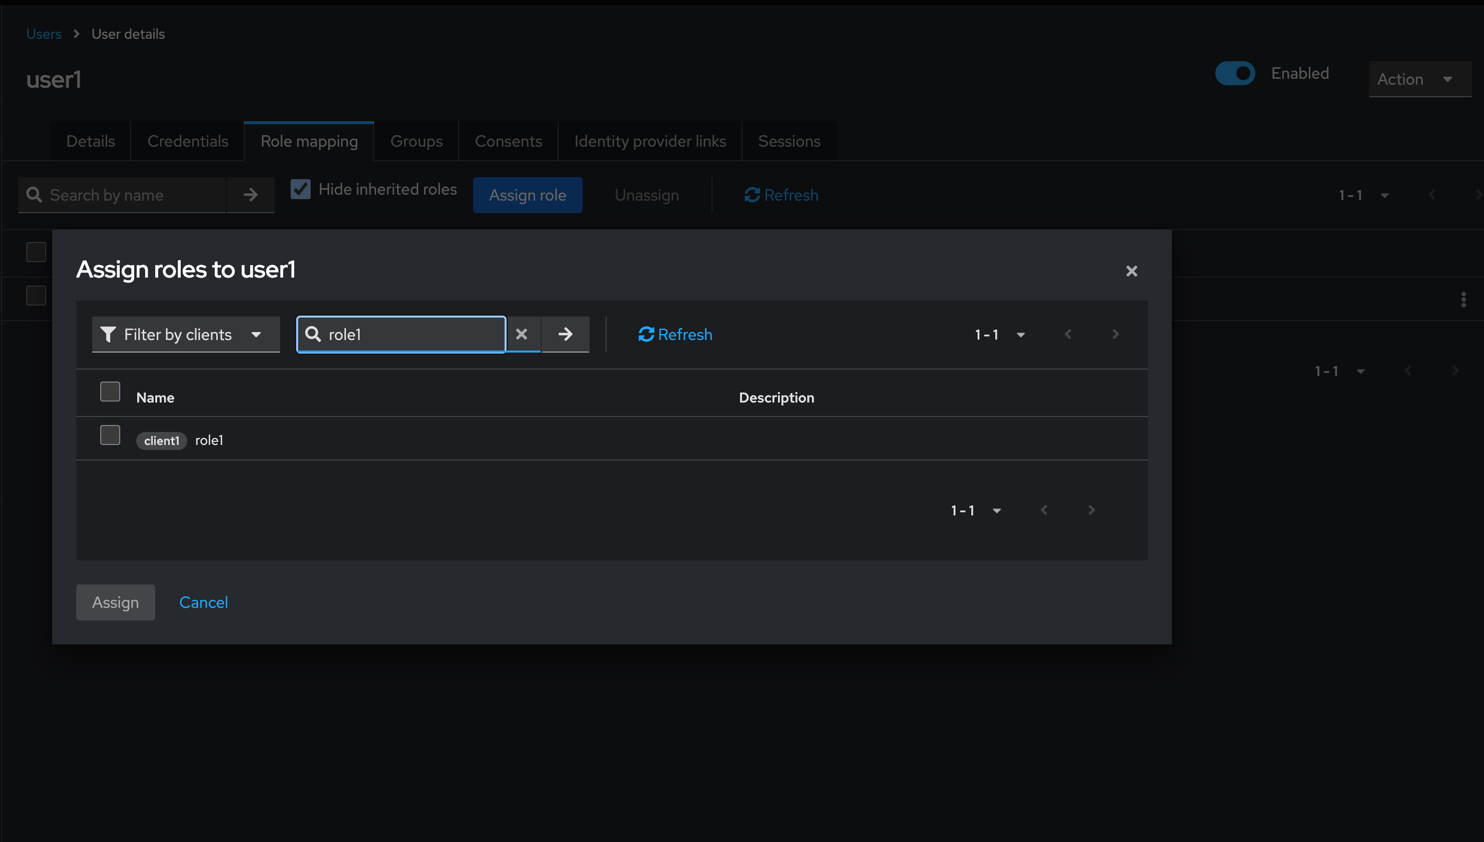 Users > User details
user1
Enabled
Action
Details Credentials Role mapping Groups Consents Identity provider links Sessions
Search by name Hide inherited roles Assign role Unassign Refresh 1 - 1
Assign roles to user1
Filter by clients role1 Refresh 1 - 1
Name Description
client1 role1
1 - 1
1 - 1
Assign Cancel